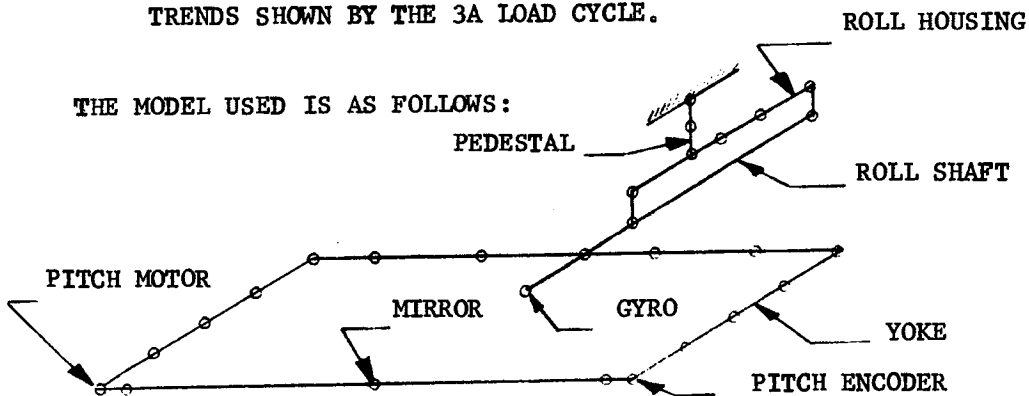 TRENDS SHOWN BY THE 3A LOAD CYCLE.
ROLL HOUSING
THE MODEL USED IS AS FOLLOWS:
PEDESTAL
ROLL SHAFT
PITCH MOTOR
MIRROR
GYRO
YOKE
PITCH ENCODER